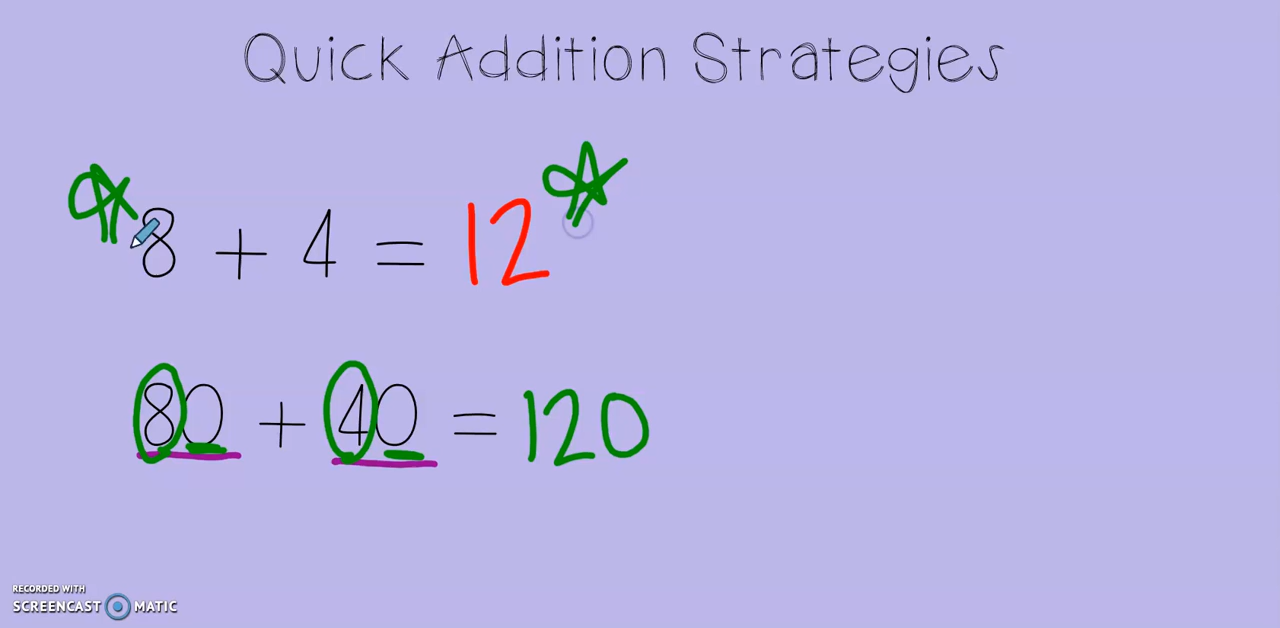 Quick Addition Strategies
8 + 4 = 12
80 + 40 = 120
RECORDED WITH
SCREENCAST MATIC